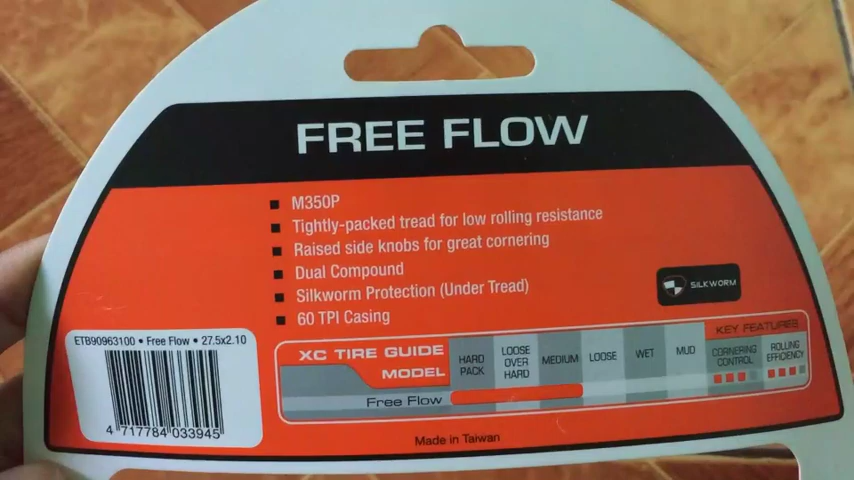 FREE FLOW
M350P
Tightly-packed tread for low rolling resistance
Raised side knobs for great cornering
Dual Compound
Silkworm Protection (Under Tread)
60 TPI Casing
SILKWORM
ETB90963100 • Free Flow • 27.5x2.10
4 717784 033945
XC TIRE GUIDE
MODEL
HARD PACK
LOOSE OVER HARD
MEDIUM
LOOSE
WET
MUD
KEY FEATURES
CORNERING CONTROL
ROLLING EFFICIENCY
Free Flow
Made in Taiwan